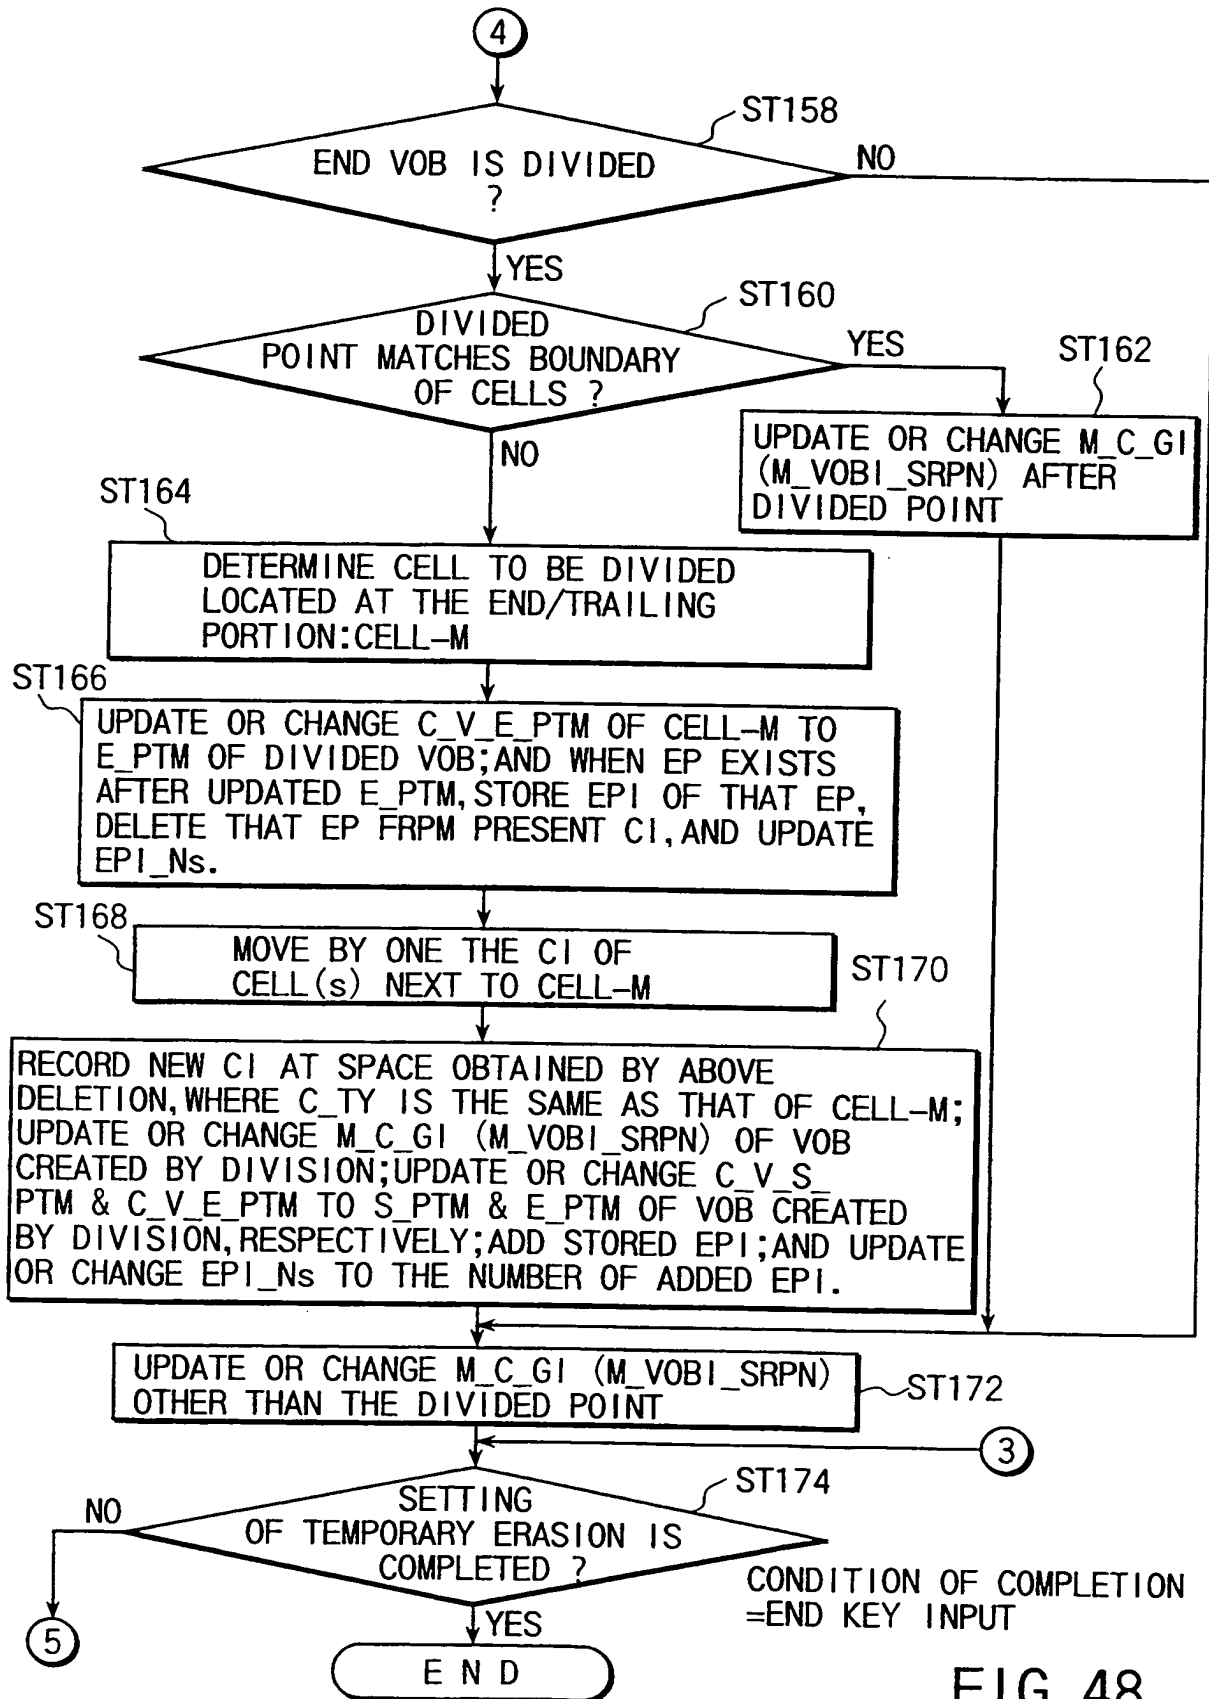 4
ST158
END VOB IS DIVIDED
?
NO
YES
ST160
DIVIDED
POINT MATCHES BOUNDARY
OF CELLS ?
YES
ST162
UPDATE OR CHANGE M_C_GI
(M_VOBI_SRPN) AFTER
DIVIDED POINT
NO
ST164
DETERMINE CELL TO BE DIVIDED
LOCATED AT THE END/TRAILING
PORTION:CELL-M
ST166
UPDATE OR CHANGE C_V_E_PTM OF CELL-M TO
E_PTM OF DIVIDED VOB;AND WHEN EP EXISTS
AFTER UPDATED E_PTM,STORE EPI OF THAT EP,
DELETE THAT EP FRPM PRESENT CI,AND UPDATE
EPI_Ns.
ST168
MOVE BY ONE THE CI OF
CELL(s) NEXT TO CELL-M
ST170
RECORD NEW CI AT SPACE OBTAINED BY ABOVE
DELETION,WHERE C_TY IS THE SAME AS THAT OF CELL-M;
UPDATE OR CHANGE M_C_GI (M_VOBI_SRPN) OF VOB
CREATED BY DIVISION;UPDATE OR CHANGE C_V_S_
PTM & C_V_E_PTM TO S_PTM & E_PTM OF VOB CREATED
BY DIVISION,RESPECTIVELY;ADD STORED EPI;AND UPDATE
OR CHANGE EPI_Ns TO THE NUMBER OF ADDED EPI.
UPDATE OR CHANGE M_C_GI (M_VOBI_SRPN)
OTHER THAN THE DIVIDED POINT
ST172
3
ST174
SETTING
OF TEMPORARY ERASION IS
COMPLETED ?
NO
5
YES
END
CONDITION OF COMPLETION
=END KEY INPUT
FIG. 48